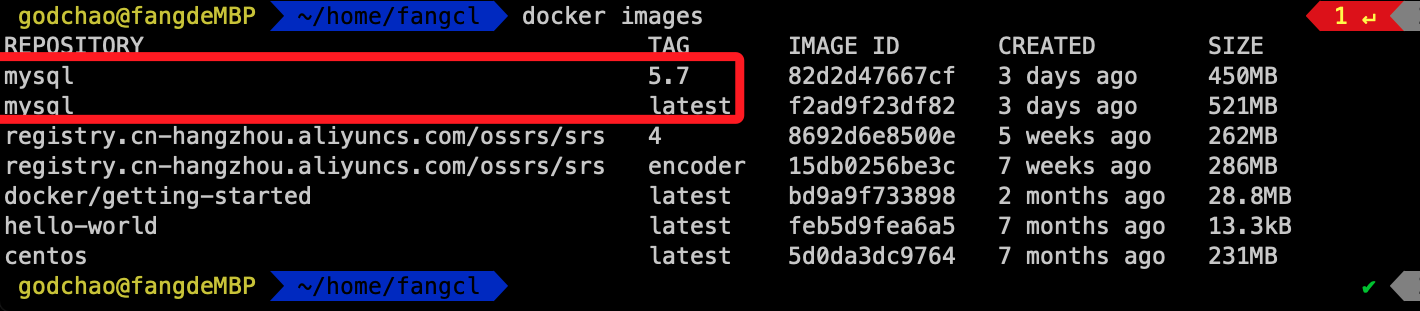 godchao@fangdeMBP ~/home/fangcl docker images 1 ↵
REPOSITORY TAG IMAGE ID CREATED SIZE
mysql 5.7 82d2d47667cf 3 days ago 450MB
mysql latest f2ad9f23df82 3 days ago 521MB
registry.cn-hangzhou.aliyuncs.com/ossrs/srs 4 8692d6e8500e 5 weeks ago 262MB
registry.cn-hangzhou.aliyuncs.com/ossrs/srs encoder 15db0256be3c 7 weeks ago 286MB
docker/getting-started latest bd9a9f733898 2 months ago 28.8MB
hello-world latest feb5d9fea6a5 7 months ago 13.3kB
centos latest 5d0da3dc9764 7 months ago 231MB
godchao@fangdeMBP ~/home/fangcl ✔